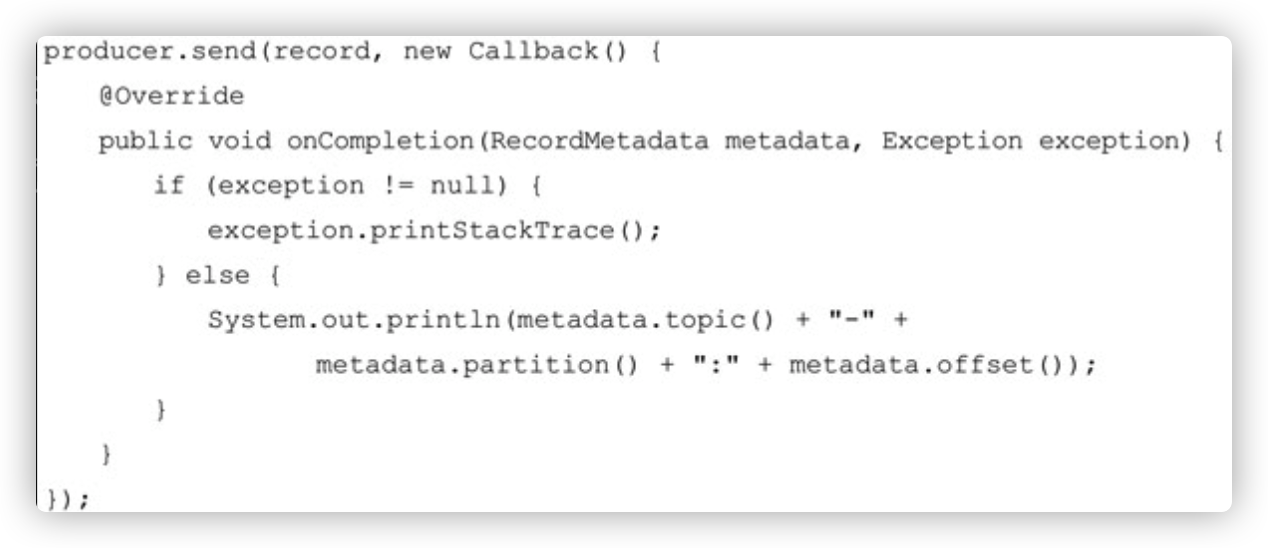 producer.send(record, new Callback() {
    @Override
    public void onCompletion(RecordMetadata metadata, Exception exception) {
        if (exception != null) {
            exception.printStackTrace();
        } else {
            System.out.println(metadata.topic() + "-" +
                    metadata.partition() + ":" + metadata.offset());
        }
    }
});